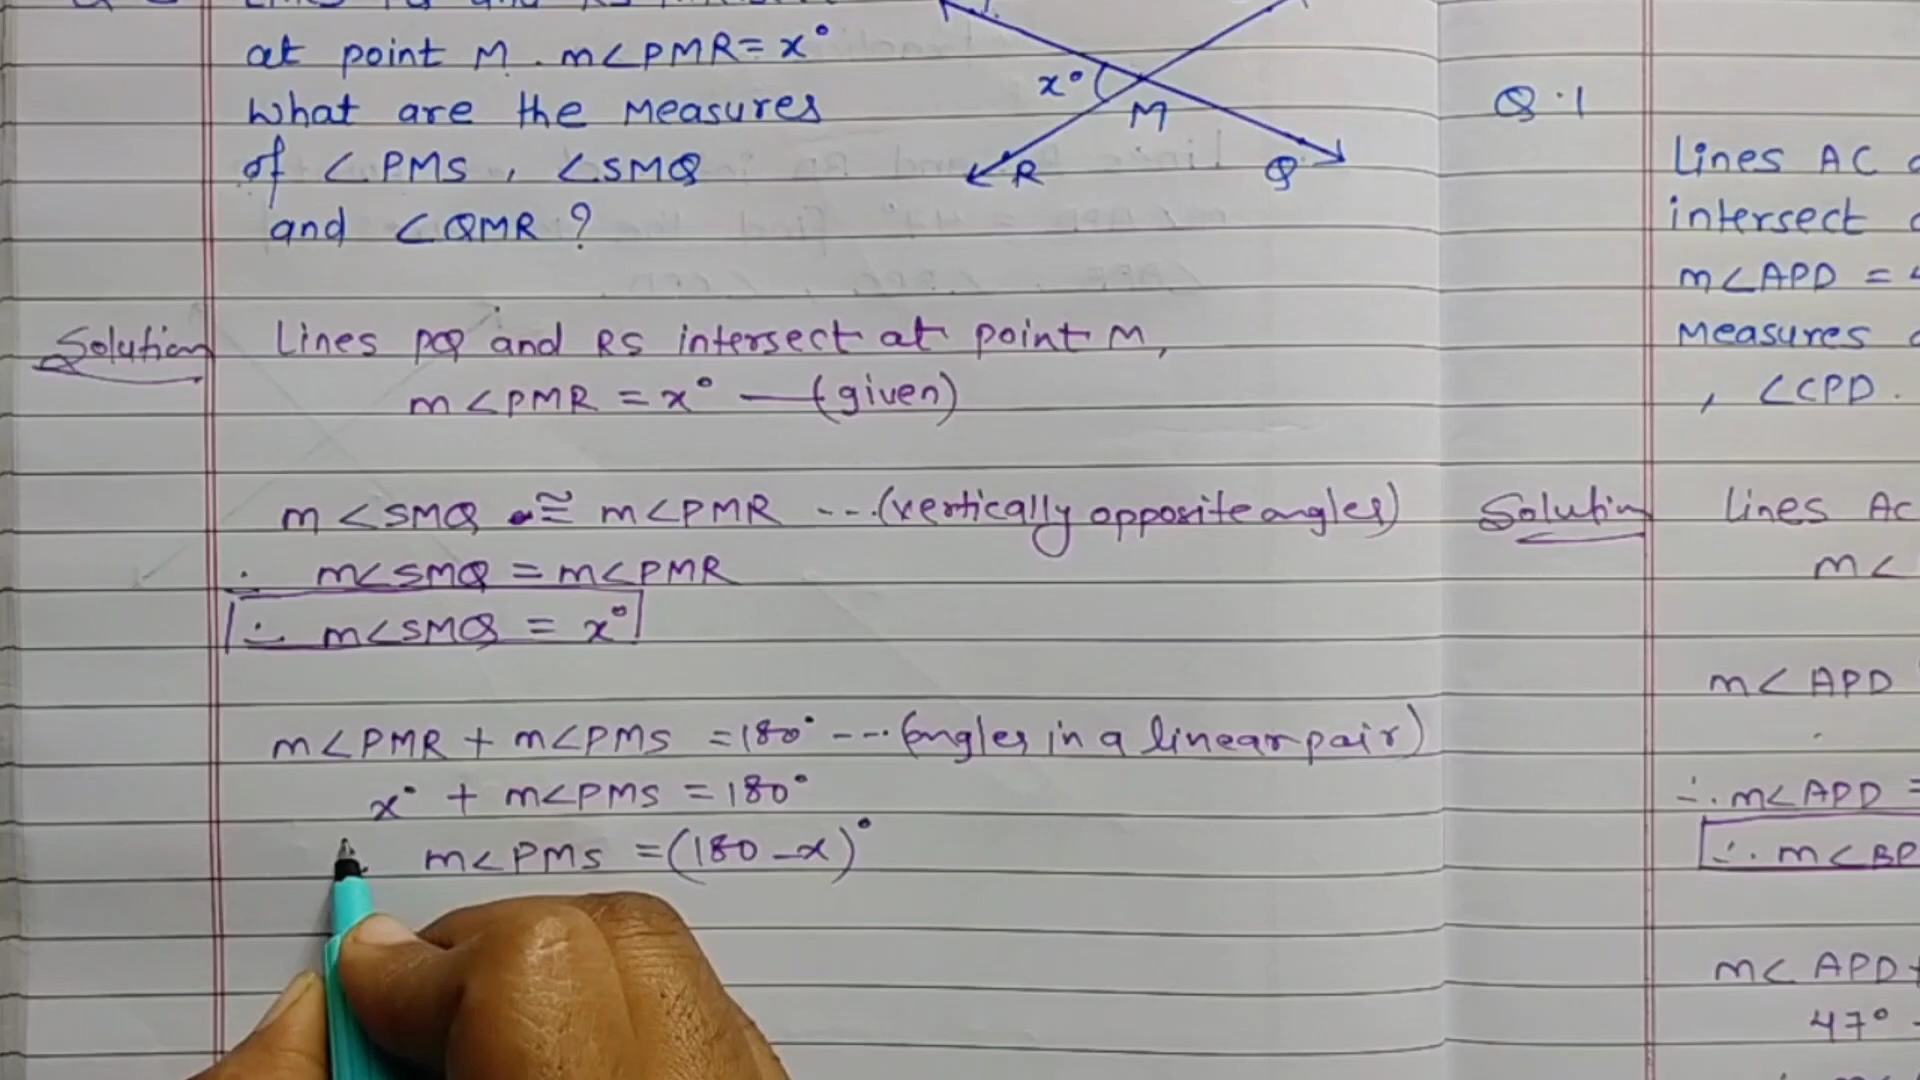 at point M. m∠PMR = x°
What are the measures
of ∠PMS, ∠SMQ
and ∠QMR ?
x°
M
R
Q
Solution
Lines PQ and RS intersect at point M,
m∠PMR = x° — (given)
m∠SMQ ≅ m∠PMR ---(vertically opposite angles)
∴ m∠SMQ = m∠PMR
∴ m∠SMQ = x°
m∠PMR + m∠PMS = 180° ---(angles in a linear pair)
x° + m∠PMS = 180°
m∠PMS = (180 - x)°
Q.1
Lines AC
intersect
m∠APD =
Measures
, ∠CPD.
Solution
Lines AC
m∠
m∠APD
∴ m∠APD =
∴ m∠BP
m∠APD +
47°